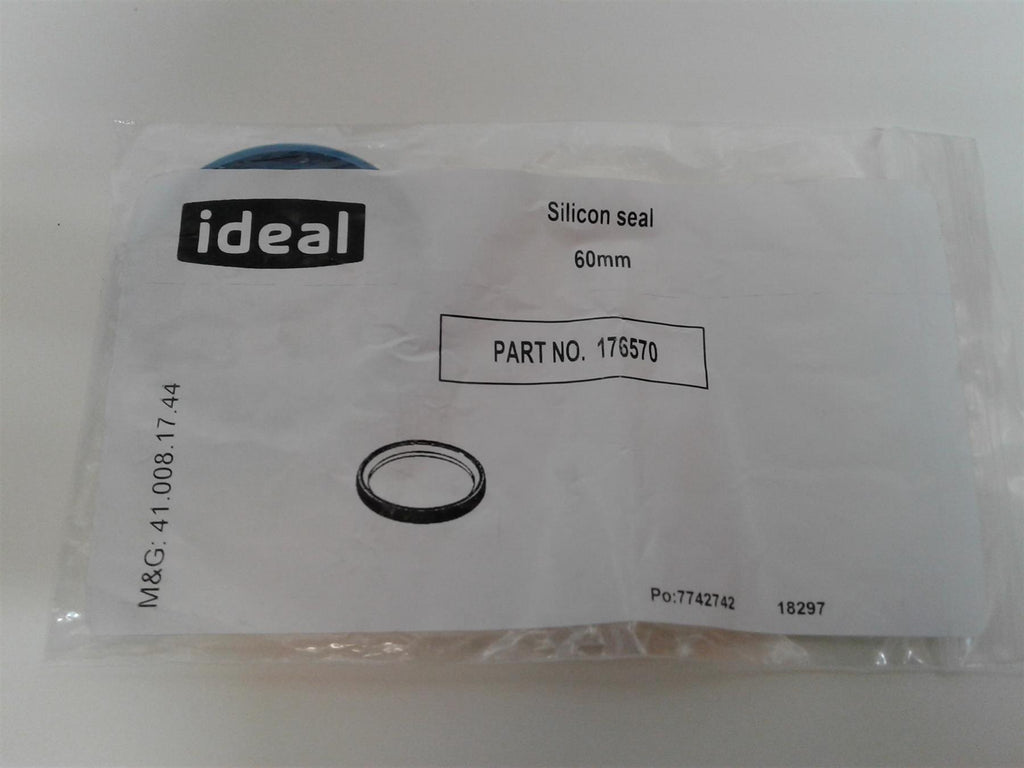 ideal
Silicon seal
60mm
PART NO. 176570
M&G: 41.008.17.44
Po:7742742 18297